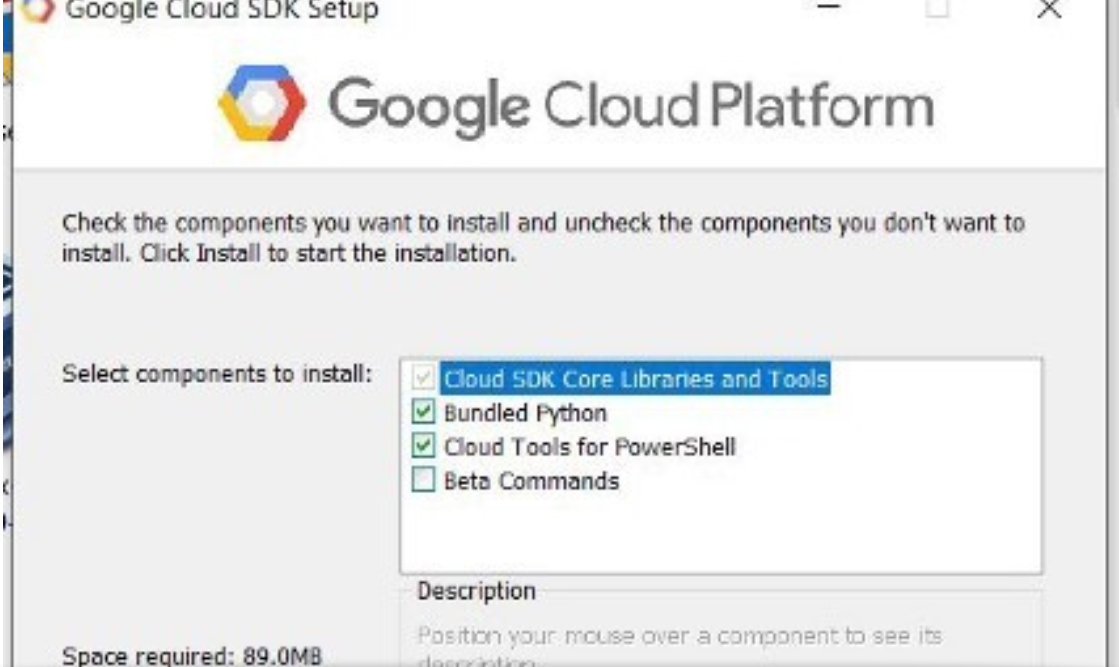 Google Cloud SDK Setup
Google Cloud Platform
Check the components you want to install and uncheck the components you don't want to
install. Click Install to start the installation.
Select components to install:
Cloud SDK Core Libraries and Tools
Bundled Python
Cloud Tools for PowerShell
Beta Commands
Description
Position your mouse over a component to see its
description.
Space required: 89.0MB